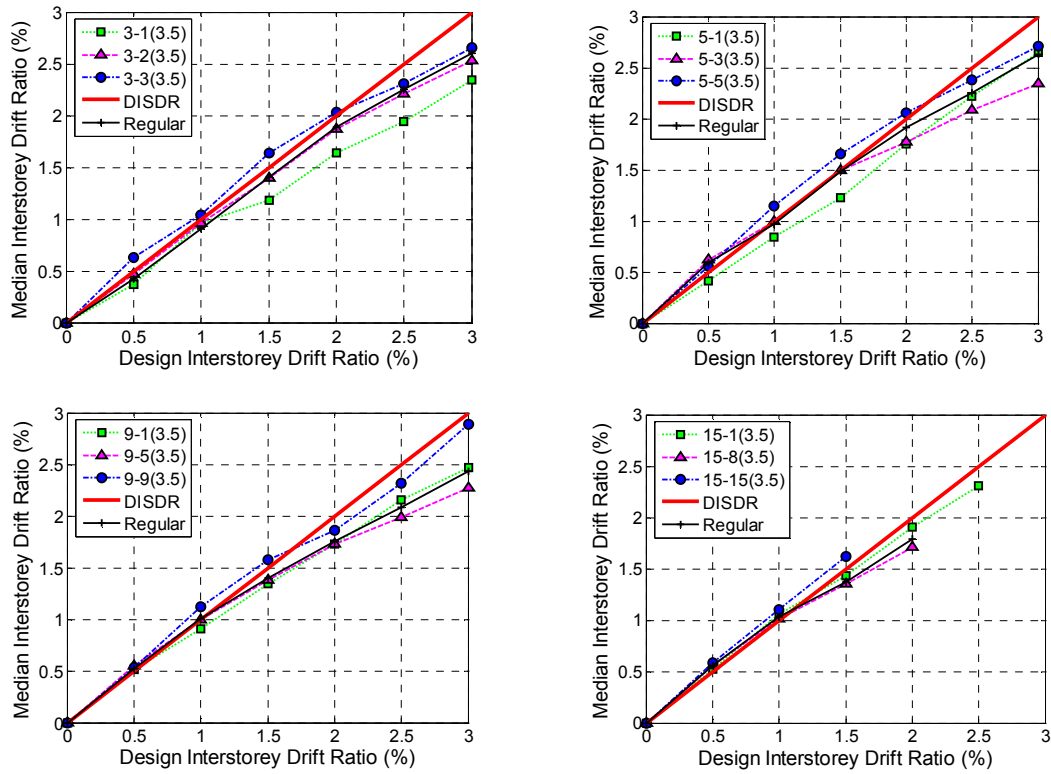 3
2.5
2
1.5
1
0.5
0
Median Interstorey Drift Ratio (%)
3-1(3.5)
3-2(3.5)
3-3(3.5)
DISDR
Regular
0 0.5 1 1.5 2 2.5 3
Design Interstorey Drift Ratio (%)
3
2.5
2
1.5
1
0.5
0
Median Interstorey Drift Ratio (%)
5-1(3.5)
5-3(3.5)
5-5(3.5)
DISDR
Regular
0 0.5 1 1.5 2 2.5 3
Design Interstorey Drift Ratio (%)
3
2.5
2
1.5
1
0.5
0
Median Interstorey Drift Ratio (%)
9-1(3.5)
9-5(3.5)
9-9(3.5)
DISDR
Regular
0 0.5 1 1.5 2 2.5 3
Design Interstorey Drift Ratio (%)
3
2.5
2
1.5
1
0.5
0
Median Interstorey Drift Ratio (%)
15-1(3.5)
15-8(3.5)
15-15(3.5)
DISDR
Regular
0 0.5 1 1.5 2 2.5 3
Design Interstorey Drift Ratio (%)